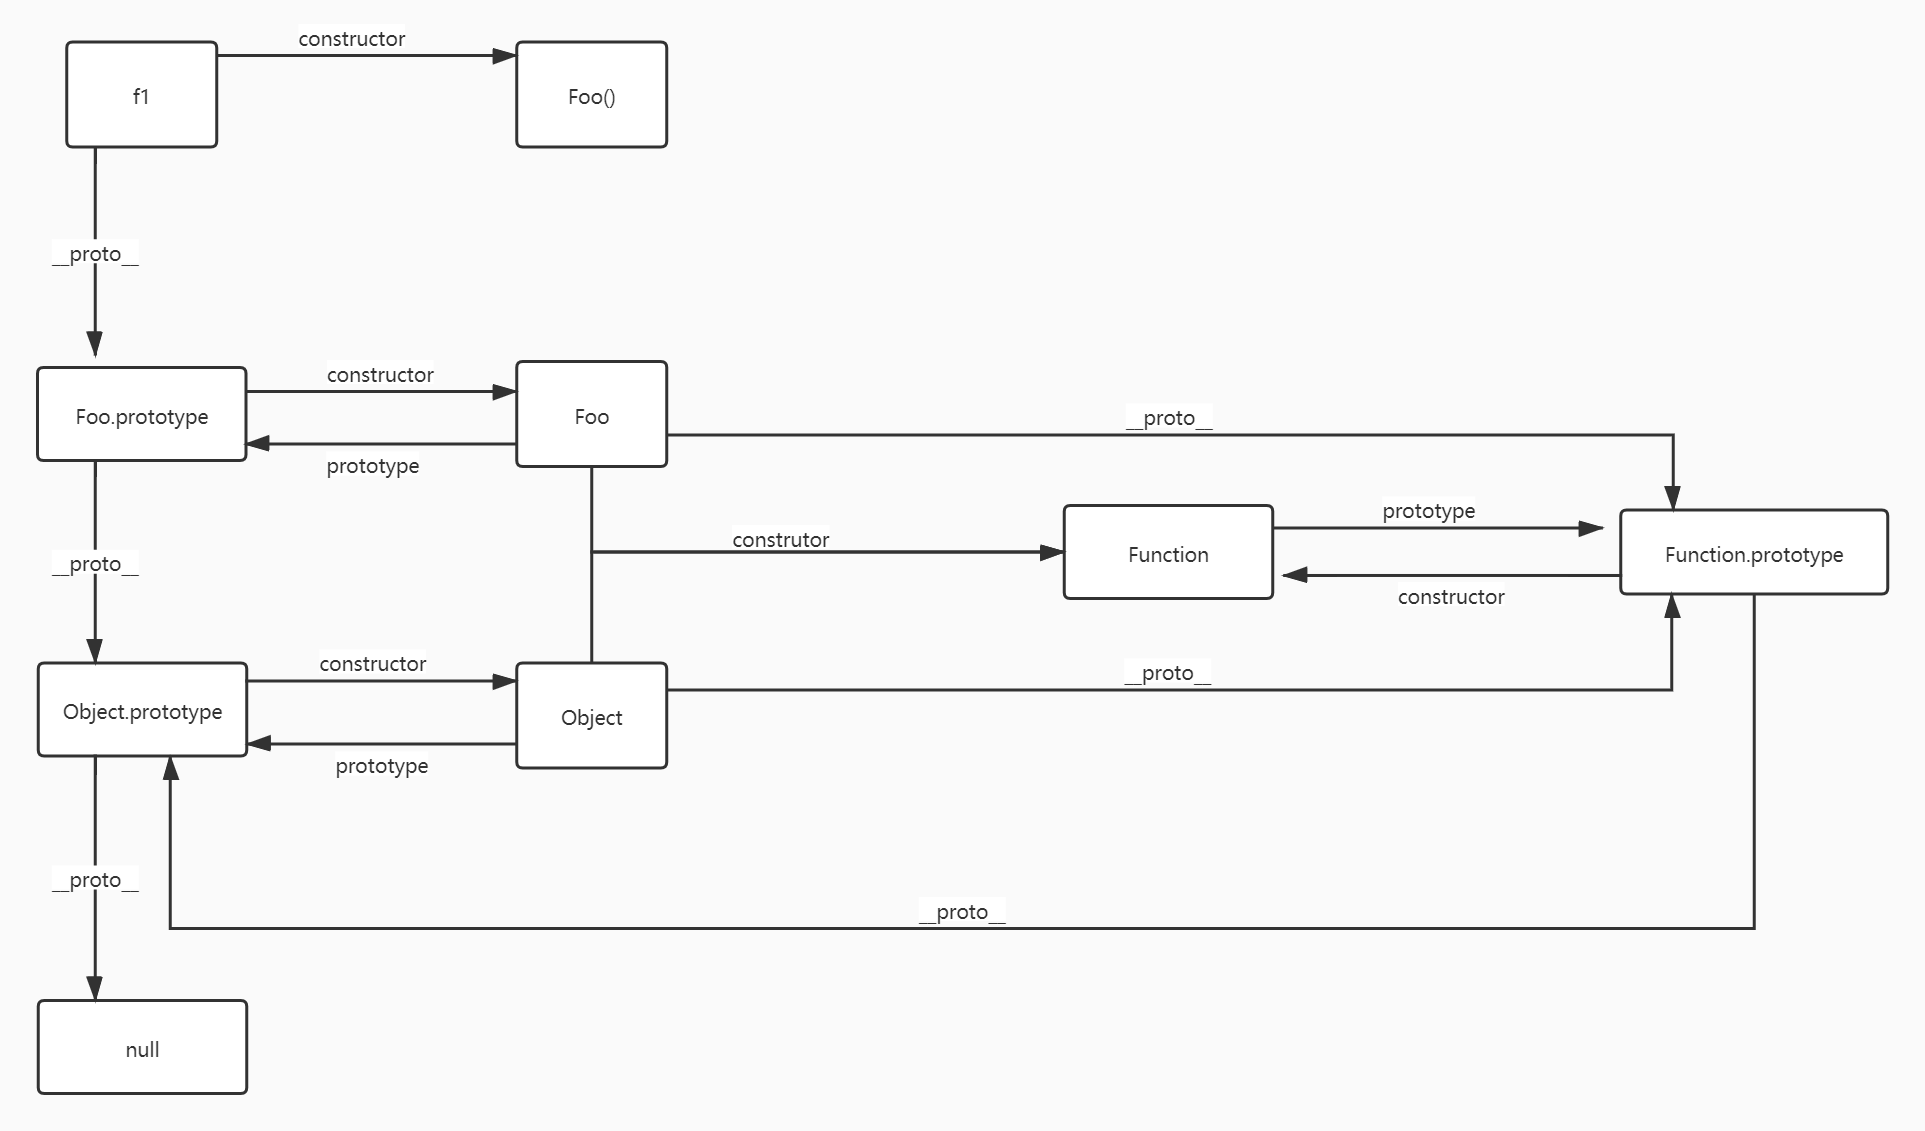 constructor
f1
Foo()
__proto__
constructor
Foo.prototype
Foo
__proto__
prototype
prototype
construtor
Function
Function.prototype
__proto__
constructor
constructor
__proto__
Object.prototype
Object
prototype
__proto__
__proto__
null